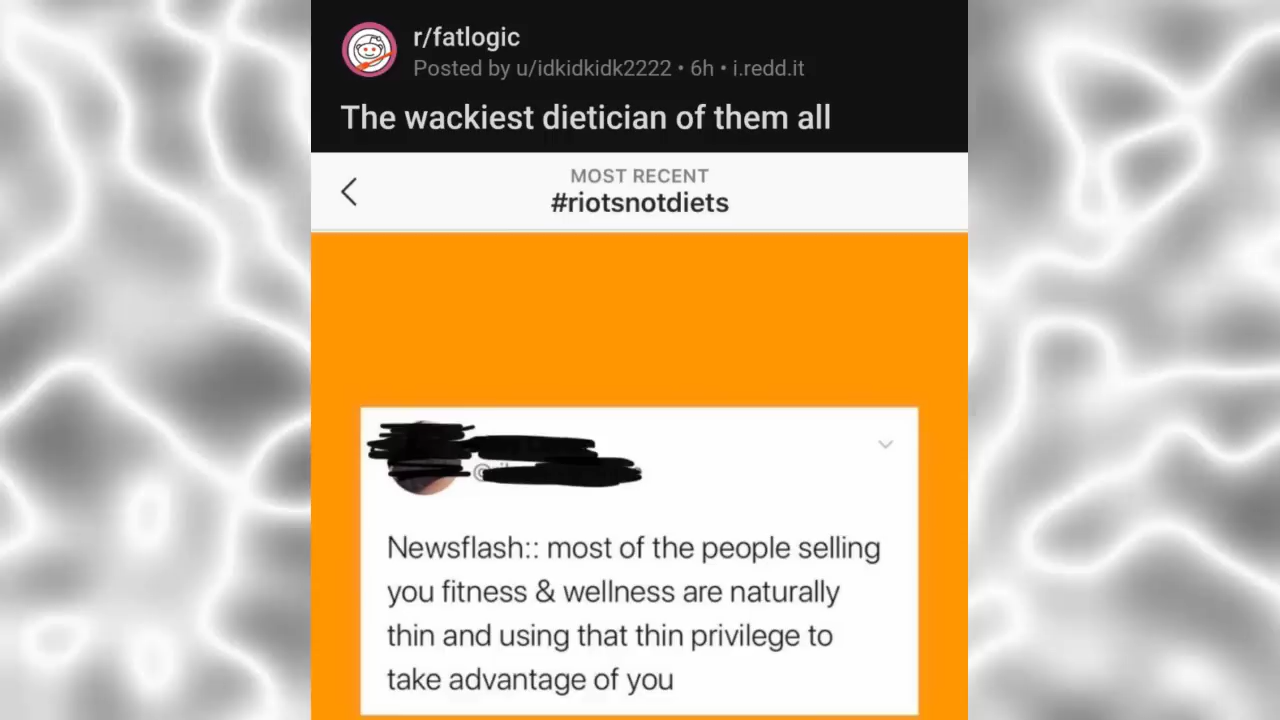 r/fatlogic
Posted by u/idkidkidk2222 • 6h • i.redd.it
The wackiest dietician of them all
MOST RECENT
#riotsnotdiets
@
Newsflash:: most of the people selling
you fitness & wellness are naturally
thin and using that thin privilege to
take advantage of you